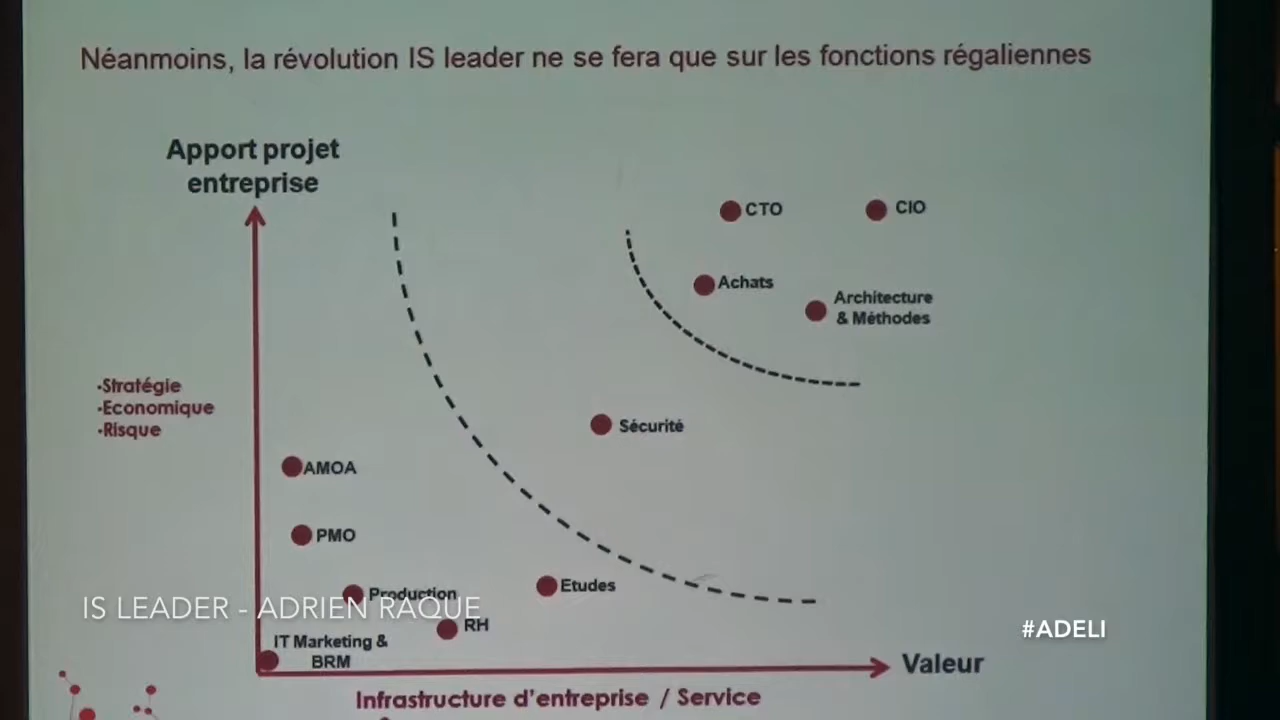 Néanmoins, la révolution IS leader ne se fera que sur les fonctions régaliennes
Apport projet
entreprise
CTO
CIO
Achats
Architecture
& Méthodes
•Stratégie
•Economique
•Risque
Sécurité
AMOA
PMO
Production
Etudes
IS LEADER - ADRIEN RAQUE
RH
#ADELI
IT Marketing &
BRM
Valeur
Infrastructure d'entreprise / Service